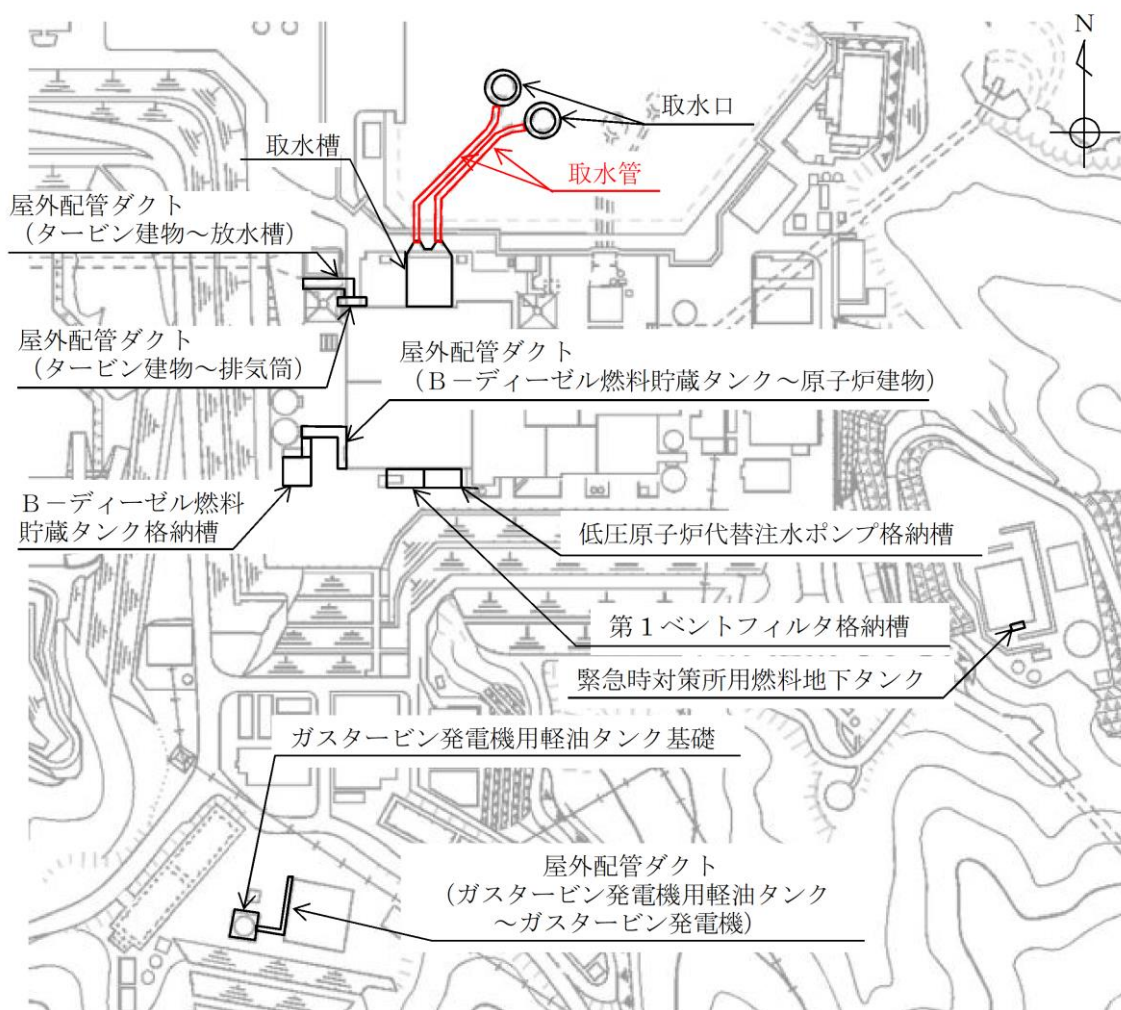 N
取水口
取水槽
取水管
屋外配管ダクト
（タービン建物～放水槽）
屋外配管ダクト
（タービン建物～排気筒）
屋外配管ダクト
（Ｂ－ディーゼル燃料貯蔵タンク～原子炉建物）
Ｂ－ディーゼル燃料
貯蔵タンク格納槽
低圧原子炉代替注水ポンプ格納槽
第１ベントフィルタ格納槽
緊急時対策所用燃料地下タンク
ガスタービン発電機用軽油タンク基礎
屋外配管ダクト
（ガスタービン発電機用軽油タンク
～ガスタービン発電機）